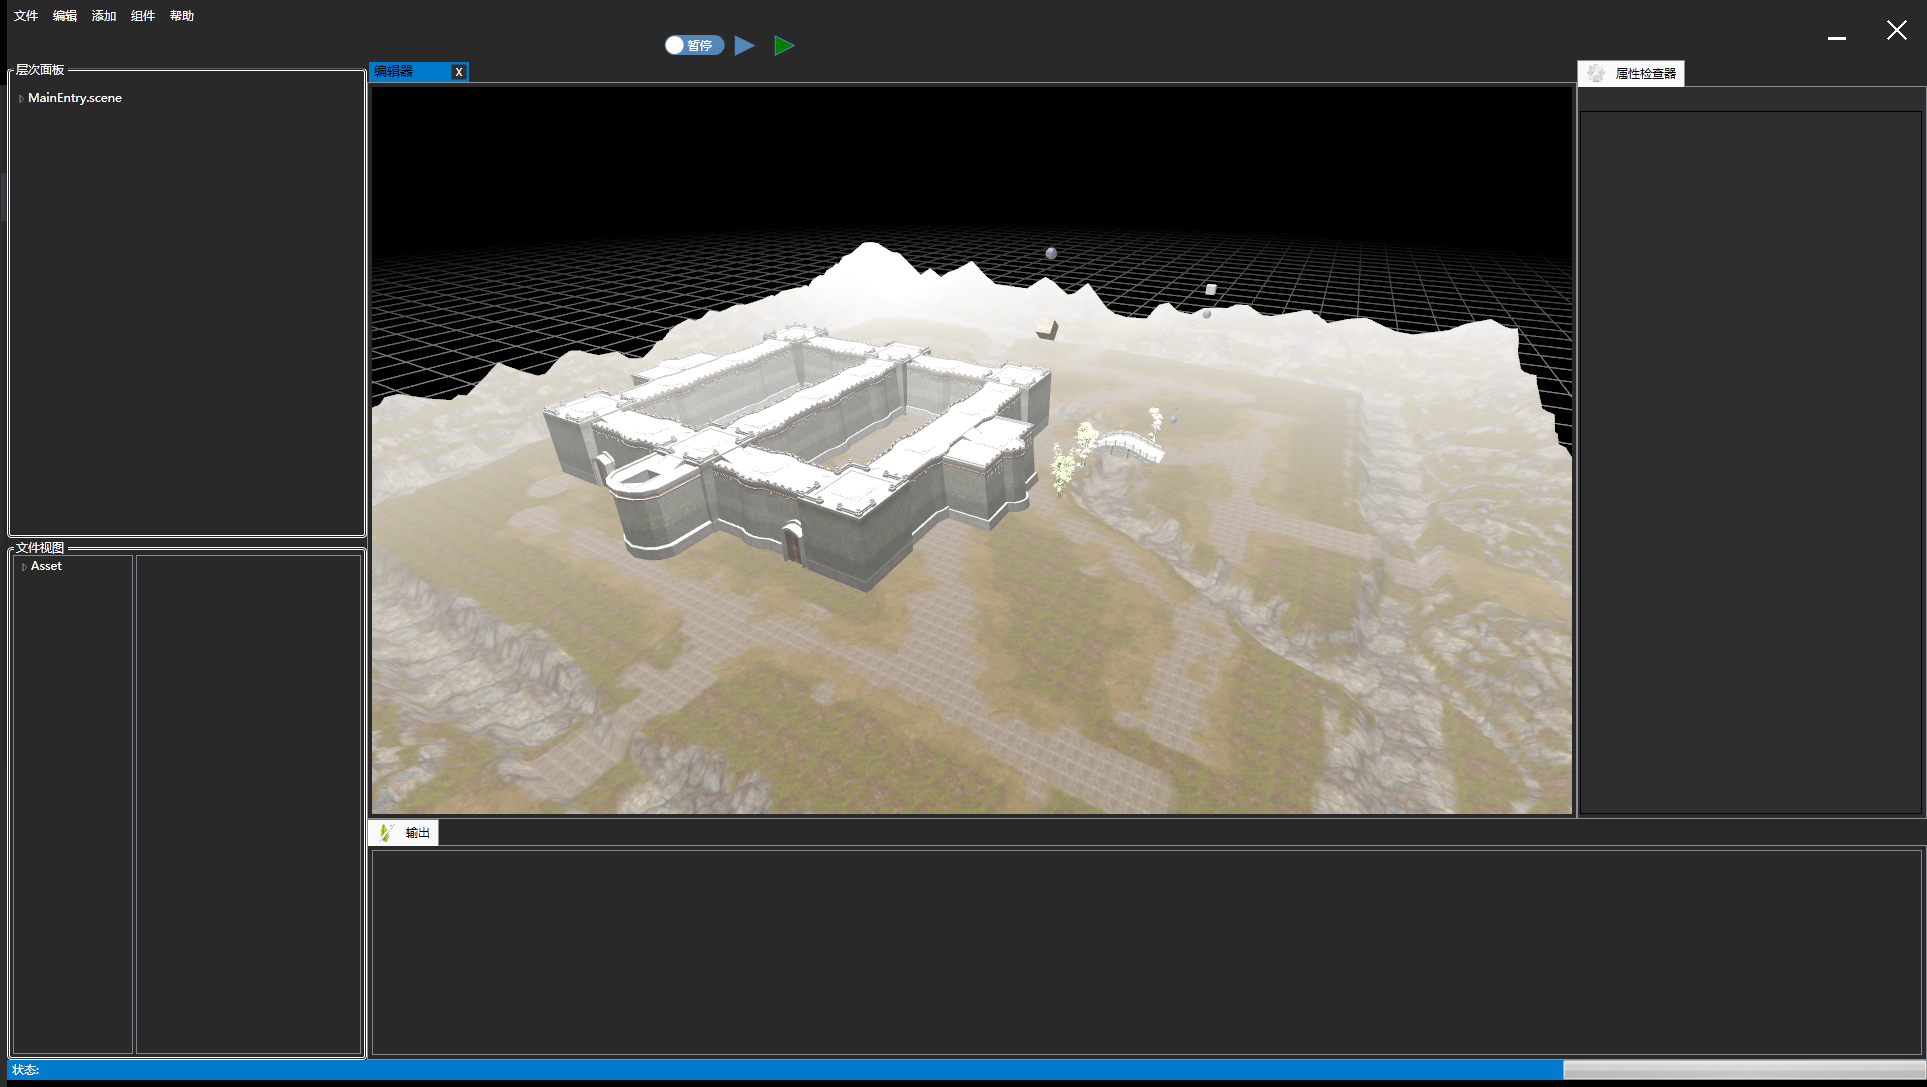 文件 编辑 添加 组件 帮助
暂停
层次面板
MainEntry.scene
编辑器 X
属性检查器
文件视图
Asset
输出
状态: